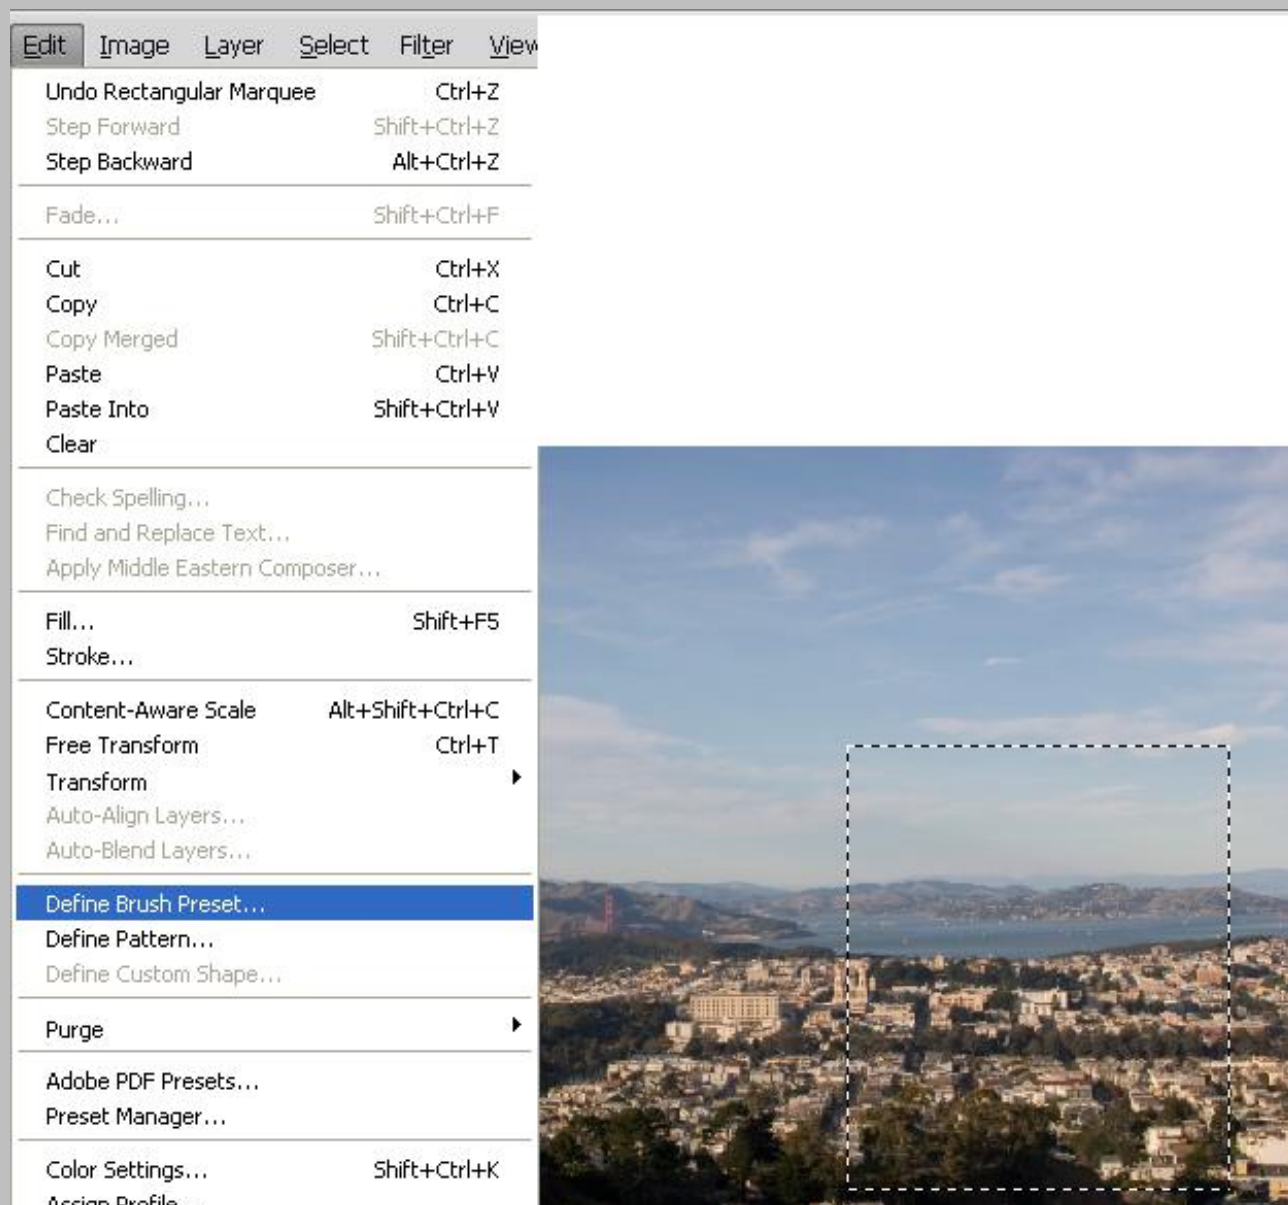 Edit Image Layer Select Filter View
Undo Rectangular Marquee Ctrl+Z
Step Forward Shift+Ctrl+Z
Step Backward Alt+Ctrl+Z
Fade... Shift+Ctrl+F
Cut Ctrl+X
Copy Ctrl+C
Copy Merged Shift+Ctrl+C
Paste Ctrl+V
Paste Into Shift+Ctrl+V
Clear
Check Spelling...
Find and Replace Text...
Apply Middle Eastern Composer...
Fill... Shift+F5
Stroke...
Content-Aware Scale Alt+Shift+Ctrl+C
Free Transform Ctrl+T
Transform
Auto-Align Layers...
Auto-Blend Layers...
Define Brush Preset...
Define Pattern...
Define Custom Shape...
Purge
Adobe PDF Presets...
Preset Manager...
Color Settings... Shift+Ctrl+K
Assign Profile...